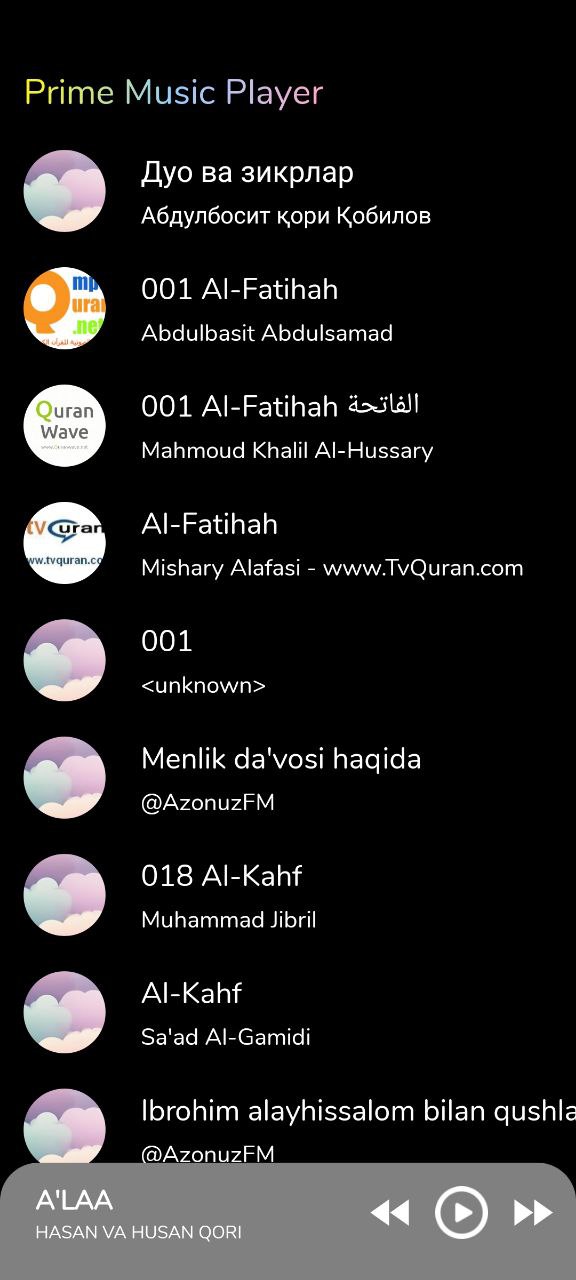 Prime Music Player
Дуо ва зикрлар
Абдулбосит қори Қобилов
mp
Quran
.net
001 Al-Fatihah
Abdulbasit Abdulsamad
Quran
Wave
001 Al-Fatihah الفاتحة
Mahmoud Khalil Al-Hussary
tvQuran
ww.tvquran.co
Al-Fatihah
Mishary Alafasi - www.TvQuran.com
001
<unknown>
Menlik da'vosi haqida
@AzonuzFM
018 Al-Kahf
Muhammad Jibril
Al-Kahf
Sa'ad Al-Gamidi
Ibrohim alayhissalom bilan qushla
@AzonuzFM
A'LAA
HASAN VA HUSAN QORI